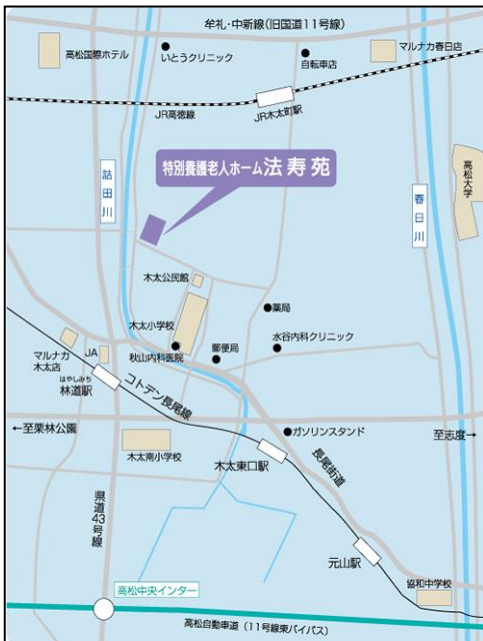 牟礼・中新線(旧国道11号線)
高松国際ホテル
いとうクリニック
自転車店
マルナカ春日店
JR高徳線
JR木太町駅
特別養護老人ホーム法寿苑
詰田川
春日川
高松大学
木太公民館
木太小学校
薬局
秋山内科医院
郵便局
水谷内科クリニック
マルナカ
木太店
JA
はやしみち
林道駅
コトデン長尾線
←至栗林公園
ガソリンスタンド
至志度→
木太南小学校
木太東口駅
長尾街道
県道43号線
元山駅
高松中央インター
協和中学校
高松自動車道（11号線東バイパス）